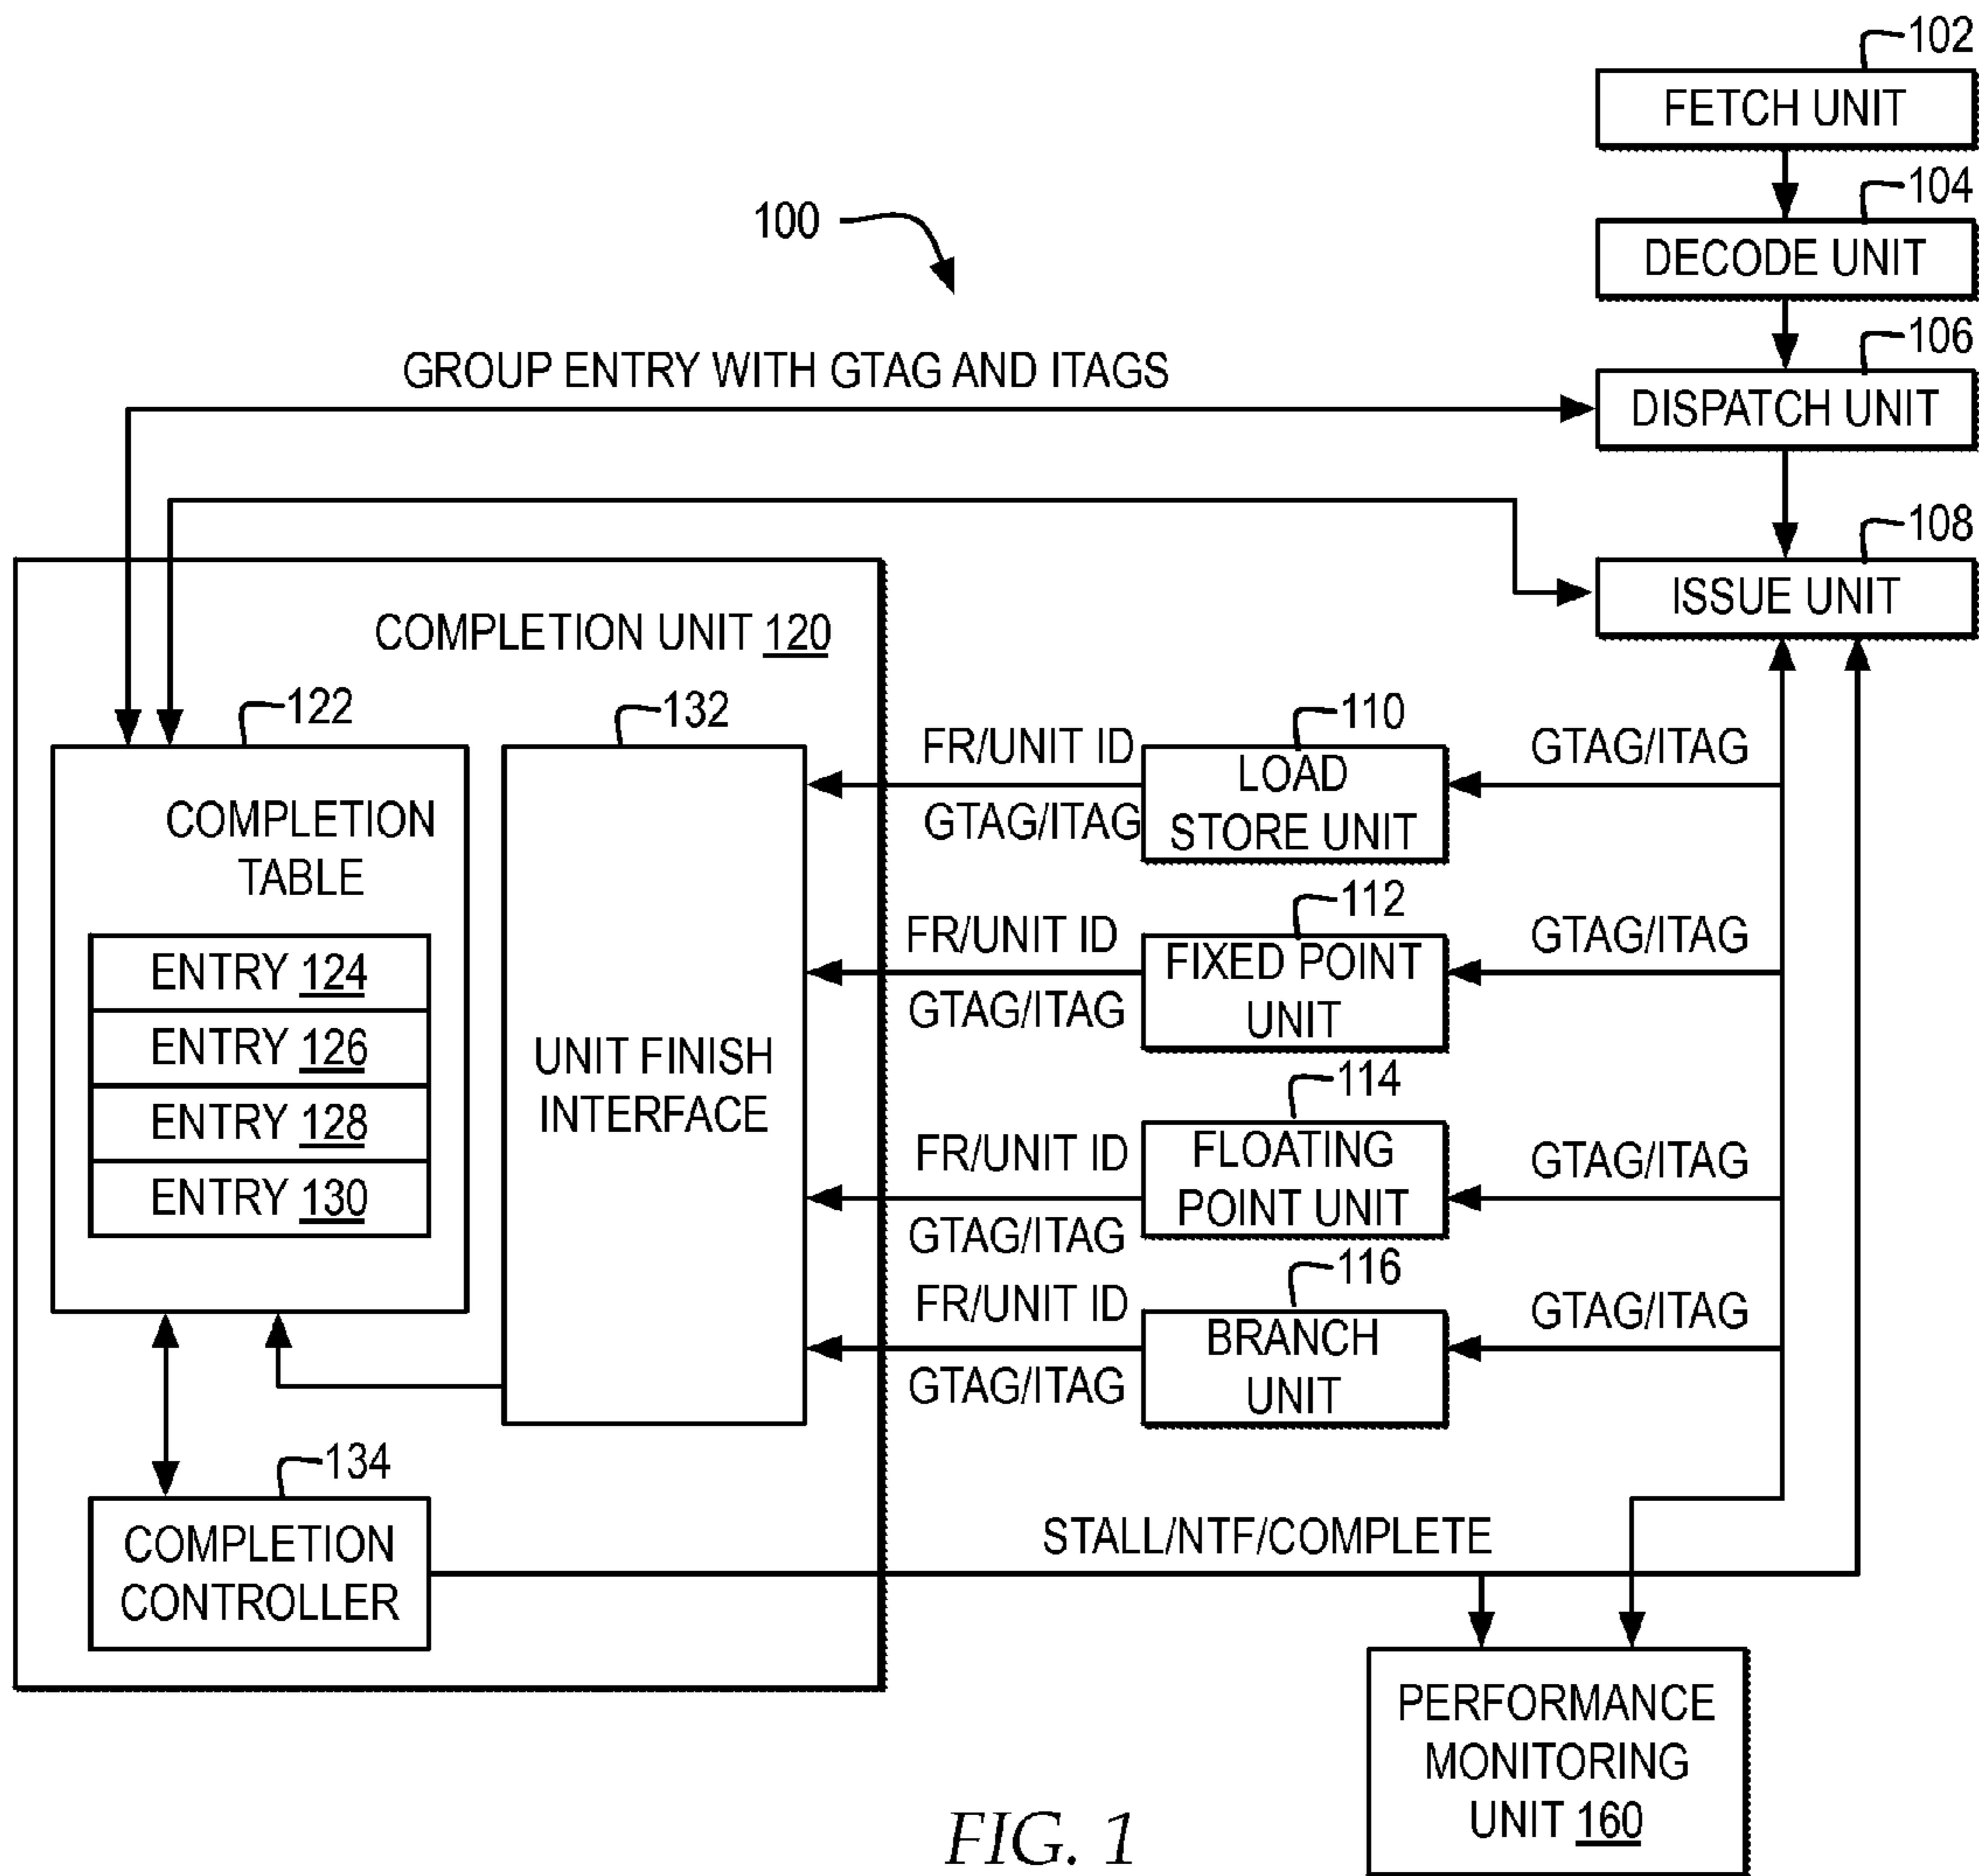 102
FETCH UNIT
104
DECODE UNIT
100
106
GROUP ENTRY WITH GTAG AND ITAGS
DISPATCH UNIT
108
ISSUE UNIT
COMPLETION UNIT 120
122
132
110
FR/UNIT ID
GTAG/ITAG
LOAD
STORE UNIT
GTAG/ITAG
COMPLETION
TABLE
112
FR/UNIT ID
GTAG/ITAG
FIXED POINT
UNIT
GTAG/ITAG
ENTRY 124
ENTRY 126
ENTRY 128
ENTRY 130
UNIT FINISH
INTERFACE
114
FR/UNIT ID
GTAG/ITAG
FLOATING
POINT UNIT
GTAG/ITAG
116
FR/UNIT ID
GTAG/ITAG
BRANCH
UNIT
GTAG/ITAG
134
COMPLETION
CONTROLLER
STALL/NTF/COMPLETE
PERFORMANCE
MONITORING
UNIT 160
FIG. 1